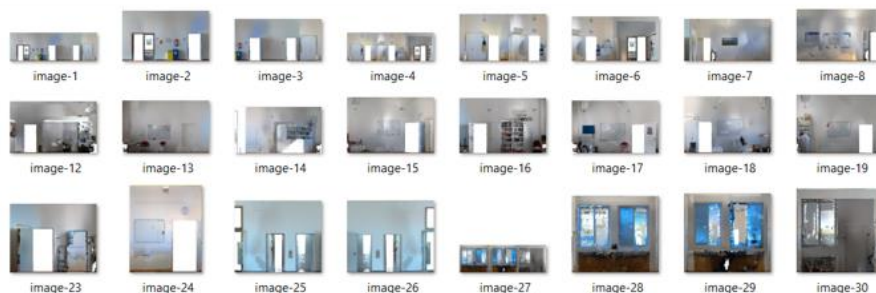 image-1 image-2 image-3 image-4 image-5 image-6 image-7 image-8
image-12 image-13 image-14 image-15 image-16 image-17 image-18 image-19
image-23 image-24 image-25 image-26 image-27 image-28 image-29 image-30